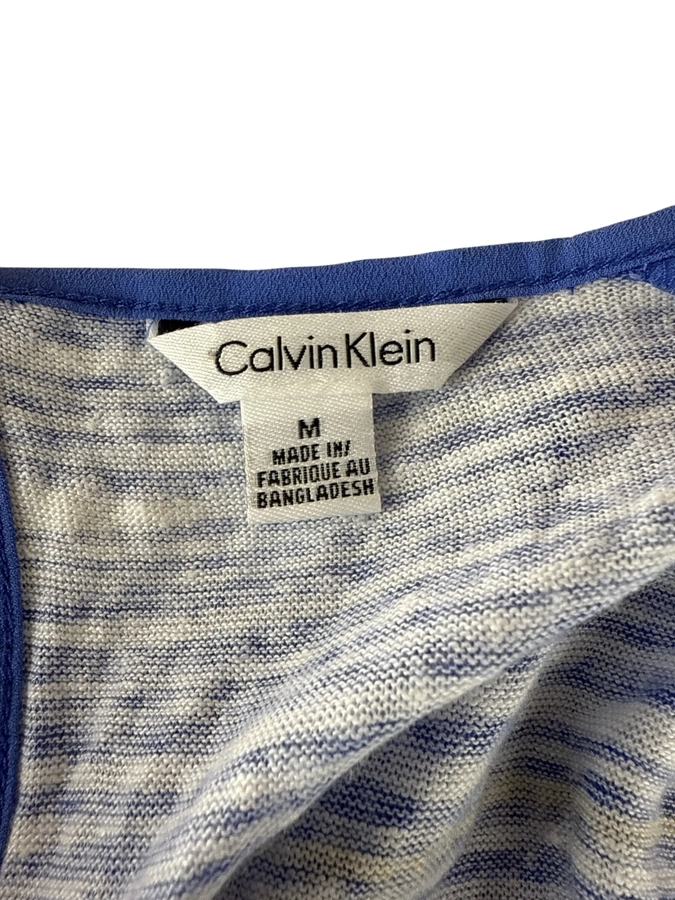 Calvin Klein
M
MADE IN/
FABRIQUE AU
BANGLADESH